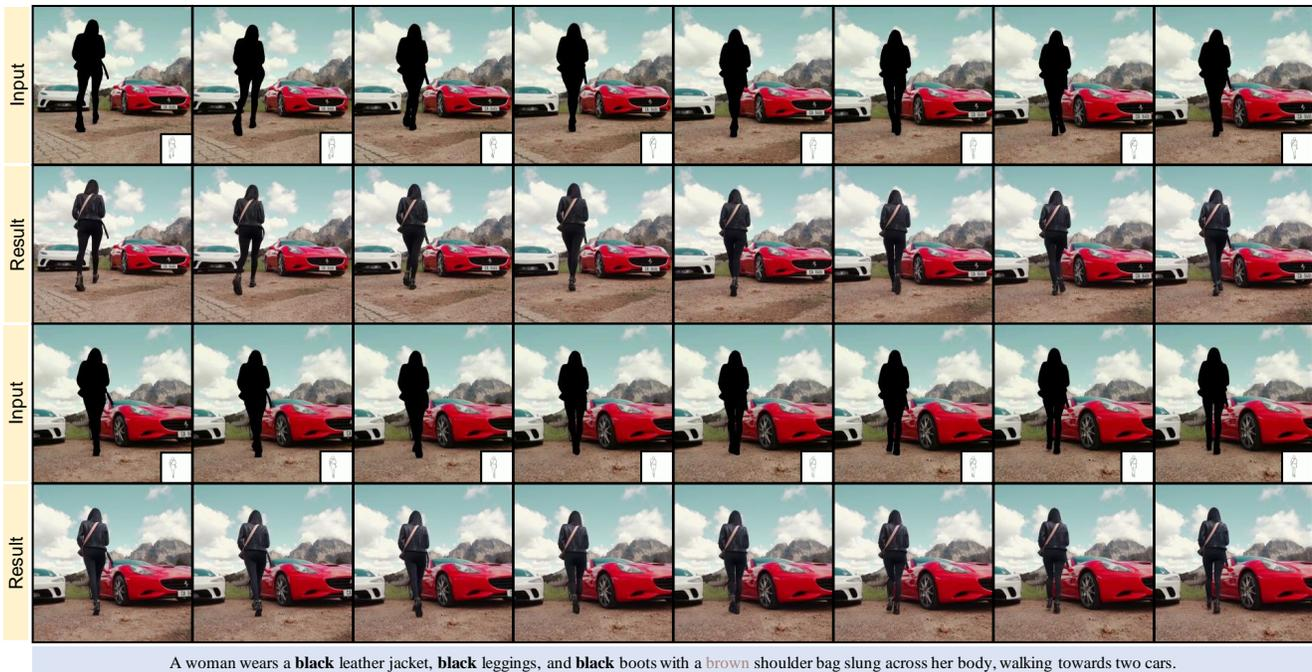 Input
Result
Input
Result
A woman wears a black leather jacket, black leggings, and black boots with a brown shoulder bag slung across her body, walking towards two cars.